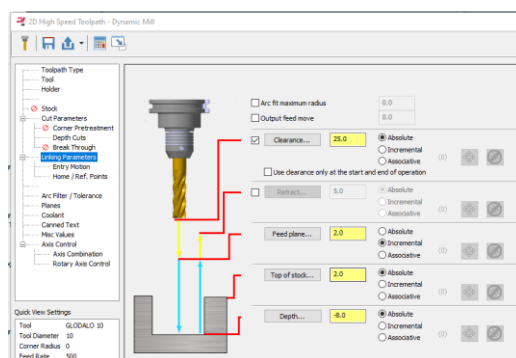 2D High Speed Toolpath - Dynamic Mill
Toolpath Type
Tool
Holder
Stock
Cut Parameters
Corner Pretreatment
Depth Cuts
Break Through
Linking Parameters
Entry Motion
Home / Ref. Points
Arc Filter / Tolerance
Planes
Coolant
Canned Text
Misc Values
Axis Control
Axis Combination
Rotary Axis Control
Quick View Settings
Tool GLODALO 10
Tool Diameter 10
Corner Radius 0
Feed Rate 500
Arc fit maximum radius 0.0
Output feed move 0.0
Clearance... 25.0 Absolute
Incremental
Associative (0)
Use clearance only at the start and end of operation
Retract... 5.0 Absolute
Incremental
Associative
Feed plane... 2.0 Absolute
Incremental
Associative (0)
Top of stock... 2.0 Absolute
Incremental
Associative (0)
Depth... -8.0 Absolute
Incremental
Associative (0)